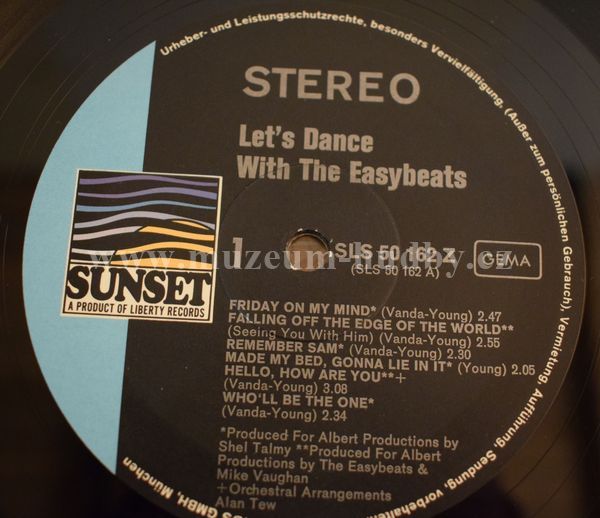 Urheber- und Leistungsschutzrechte, besonders Vervielfältigung, (Außer zum persönlichen Gebrauch), Vermietung, Aufführung, Sendung, vorbehalten
GMBH, München
STEREO
Let's Dance
With The Easybeats
SUNSET
A PRODUCT OF LIBERTY RECORDS
1
SLS 50 162 Z
(SLS 50 162 A)
GEMA
www.muzeum-hudby.cz
FRIDAY ON MY MIND* (Vanda-Young) 2.47
FALLING OFF THE EDGE OF THE WORLD**
(Seeing You With Him) (Vanda-Young) 2.55
REMEMBER SAM* (Vanda-Young) 2.30
MADE MY BED, GONNA LIE IN IT* (Young) 2.05
HELLO, HOW ARE YOU**+
(Vanda-Young) 3.08
WHO'LL BE THE ONE*
(Vanda-Young) 2.34
*Produced For Albert Productions by
Shel Talmy **Produced For Albert
Productions by The Easybeats &
Mike Vaughan
+Orchestral Arrangements
Alan Tew